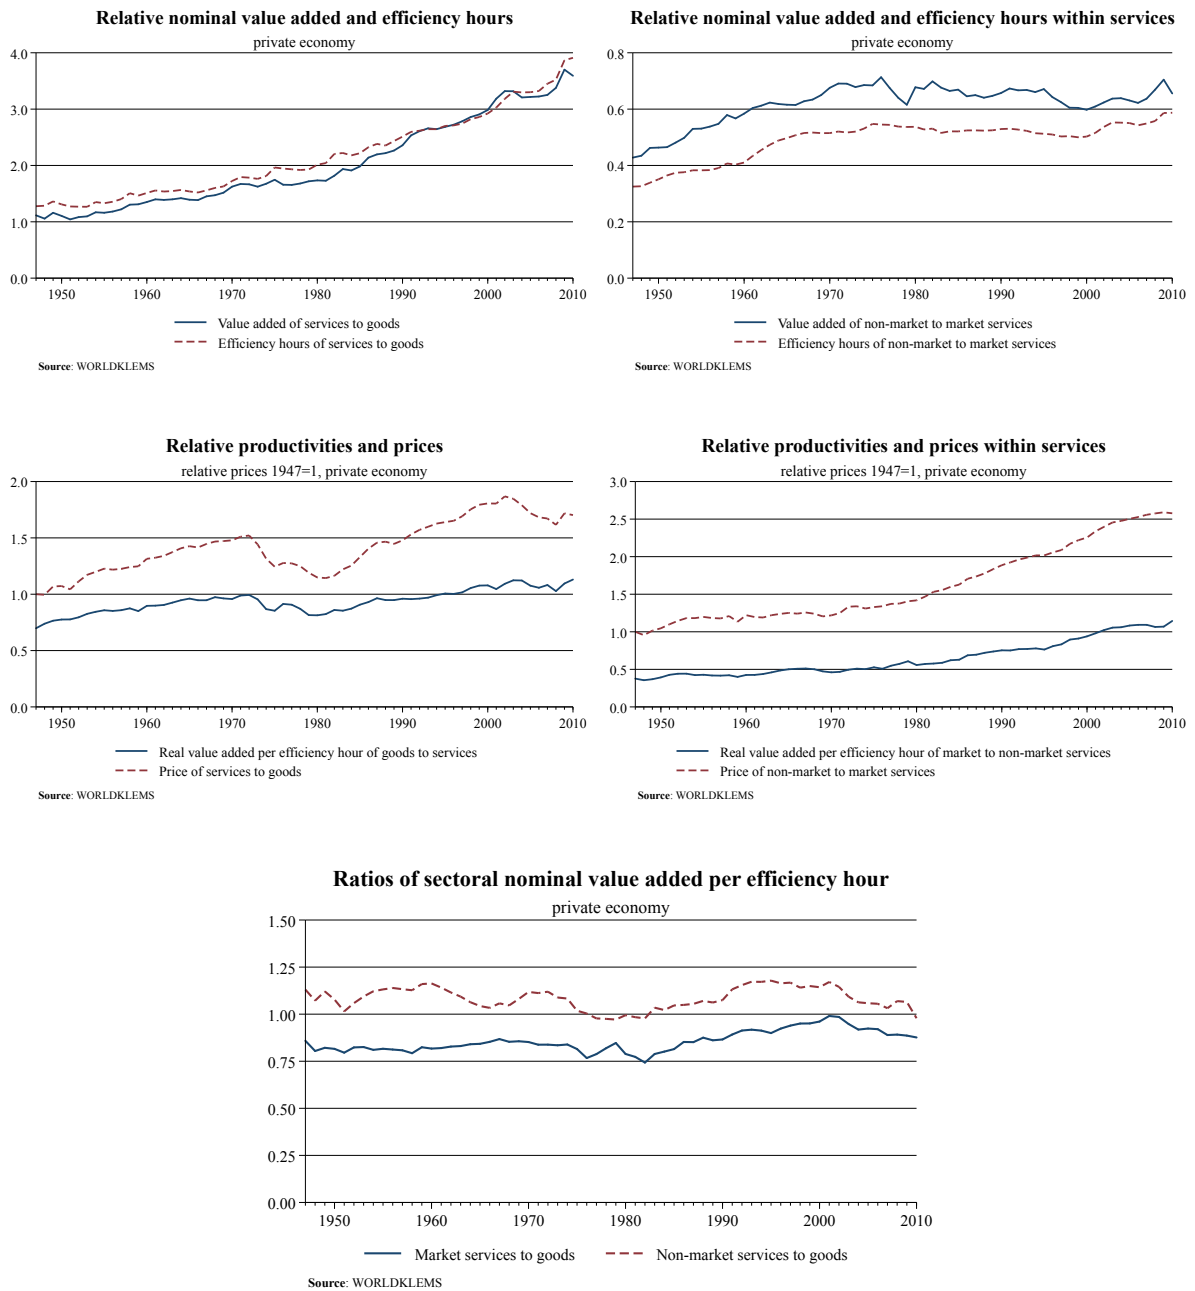 Relative nominal value added and efficiency hours
private economy
4.0
3.0
2.0
1.0
0.0
1950 1960 1970 1980 1990 2000 2010
Value added of services to goods
Efficiency hours of services to goods
Source: WORLDKLEMS
Relative nominal value added and efficiency hours within services
private economy
0.8
0.6
0.4
0.2
0.0
1950 1960 1970 1980 1990 2000 2010
Value added of non-market to market services
Efficiency hours of non-market to market services
Source: WORLDKLEMS
Relative productivities and prices
relative prices 1947=1, private economy
2.0
1.5
1.0
0.5
0.0
1950 1960 1970 1980 1990 2000 2010
Real value added per efficiency hour of goods to services
Price of services to goods
Source: WORLDKLEMS
Relative productivities and prices within services
relative prices 1947=1, private economy
3.0
2.5
2.0
1.5
1.0
0.5
0.0
1950 1960 1970 1980 1990 2000 2010
Real value added per efficiency hour of market to non-market services
Price of non-market to market services
Source: WORLDKLEMS
Ratios of sectoral nominal value added per efficiency hour
private economy
1.50
1.25
1.00
0.75
0.50
0.25
0.00
1950 1960 1970 1980 1990 2000 2010
Market services to goods Non-market services to goods
Source: WORLDKLEMS